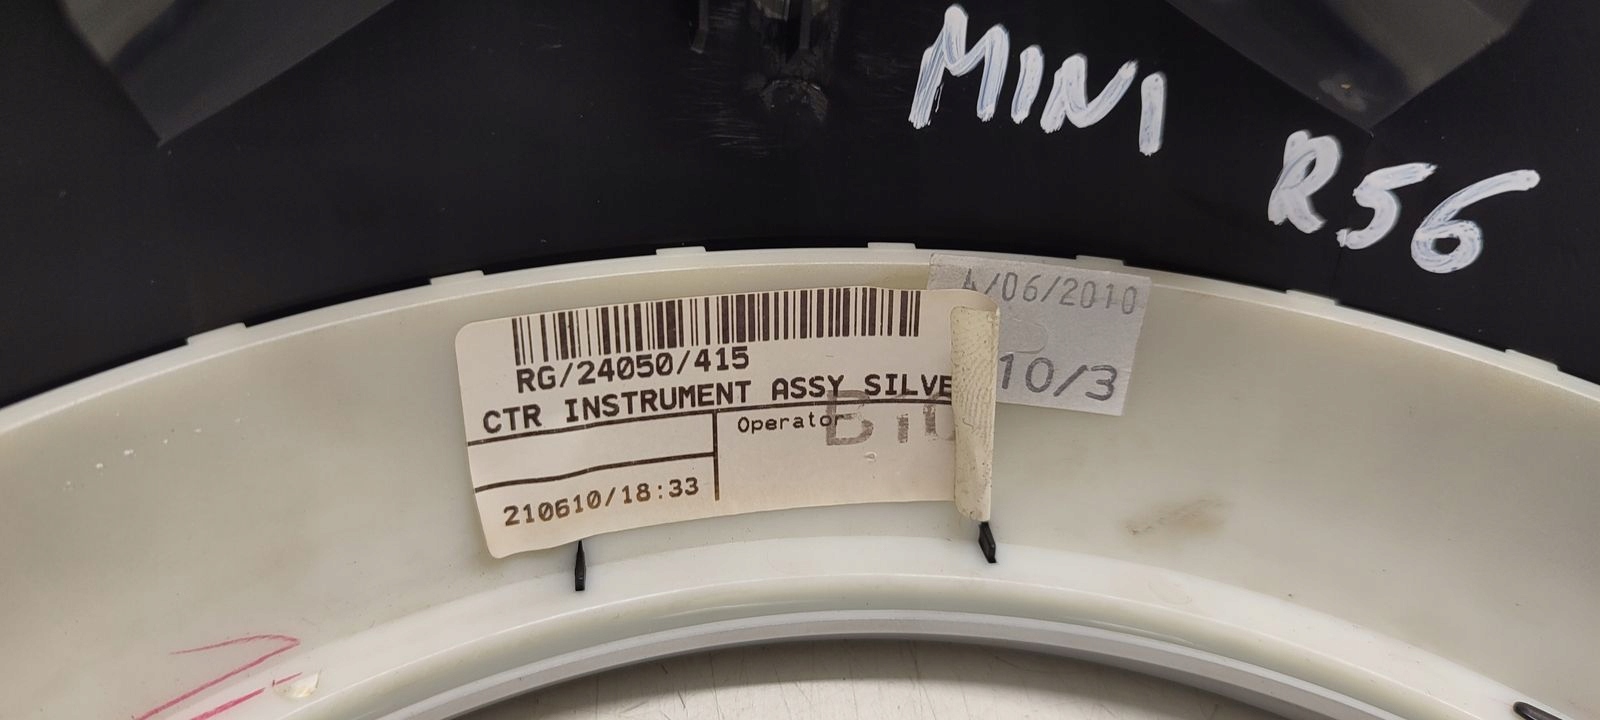 MINI
R56
/06/2010
10/3
RG/24050/415
CTR INSTRUMENT ASSY SILVE
Operator
210610/18:33